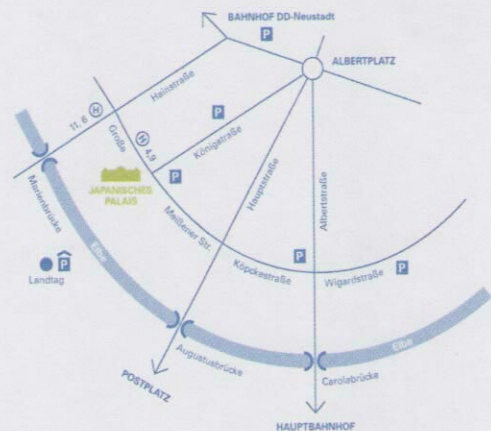 BAHNHOF DD-Neustadt
P
ALBERTPLATZ
Hainstraße
11, 6 H
P
Große
H 4,9
Königstraße
P
JAPANISCHES
PALAIS
Hauptstraße
Albertstraße
Marienbrücke
Meißener Str.
P
Landtag
Elbe
Köpckestraße
P
Wigardstraße
P
Augustusbrücke
Elbe
Carolabrücke
POSTPLATZ
HAUPTBAHNHOF